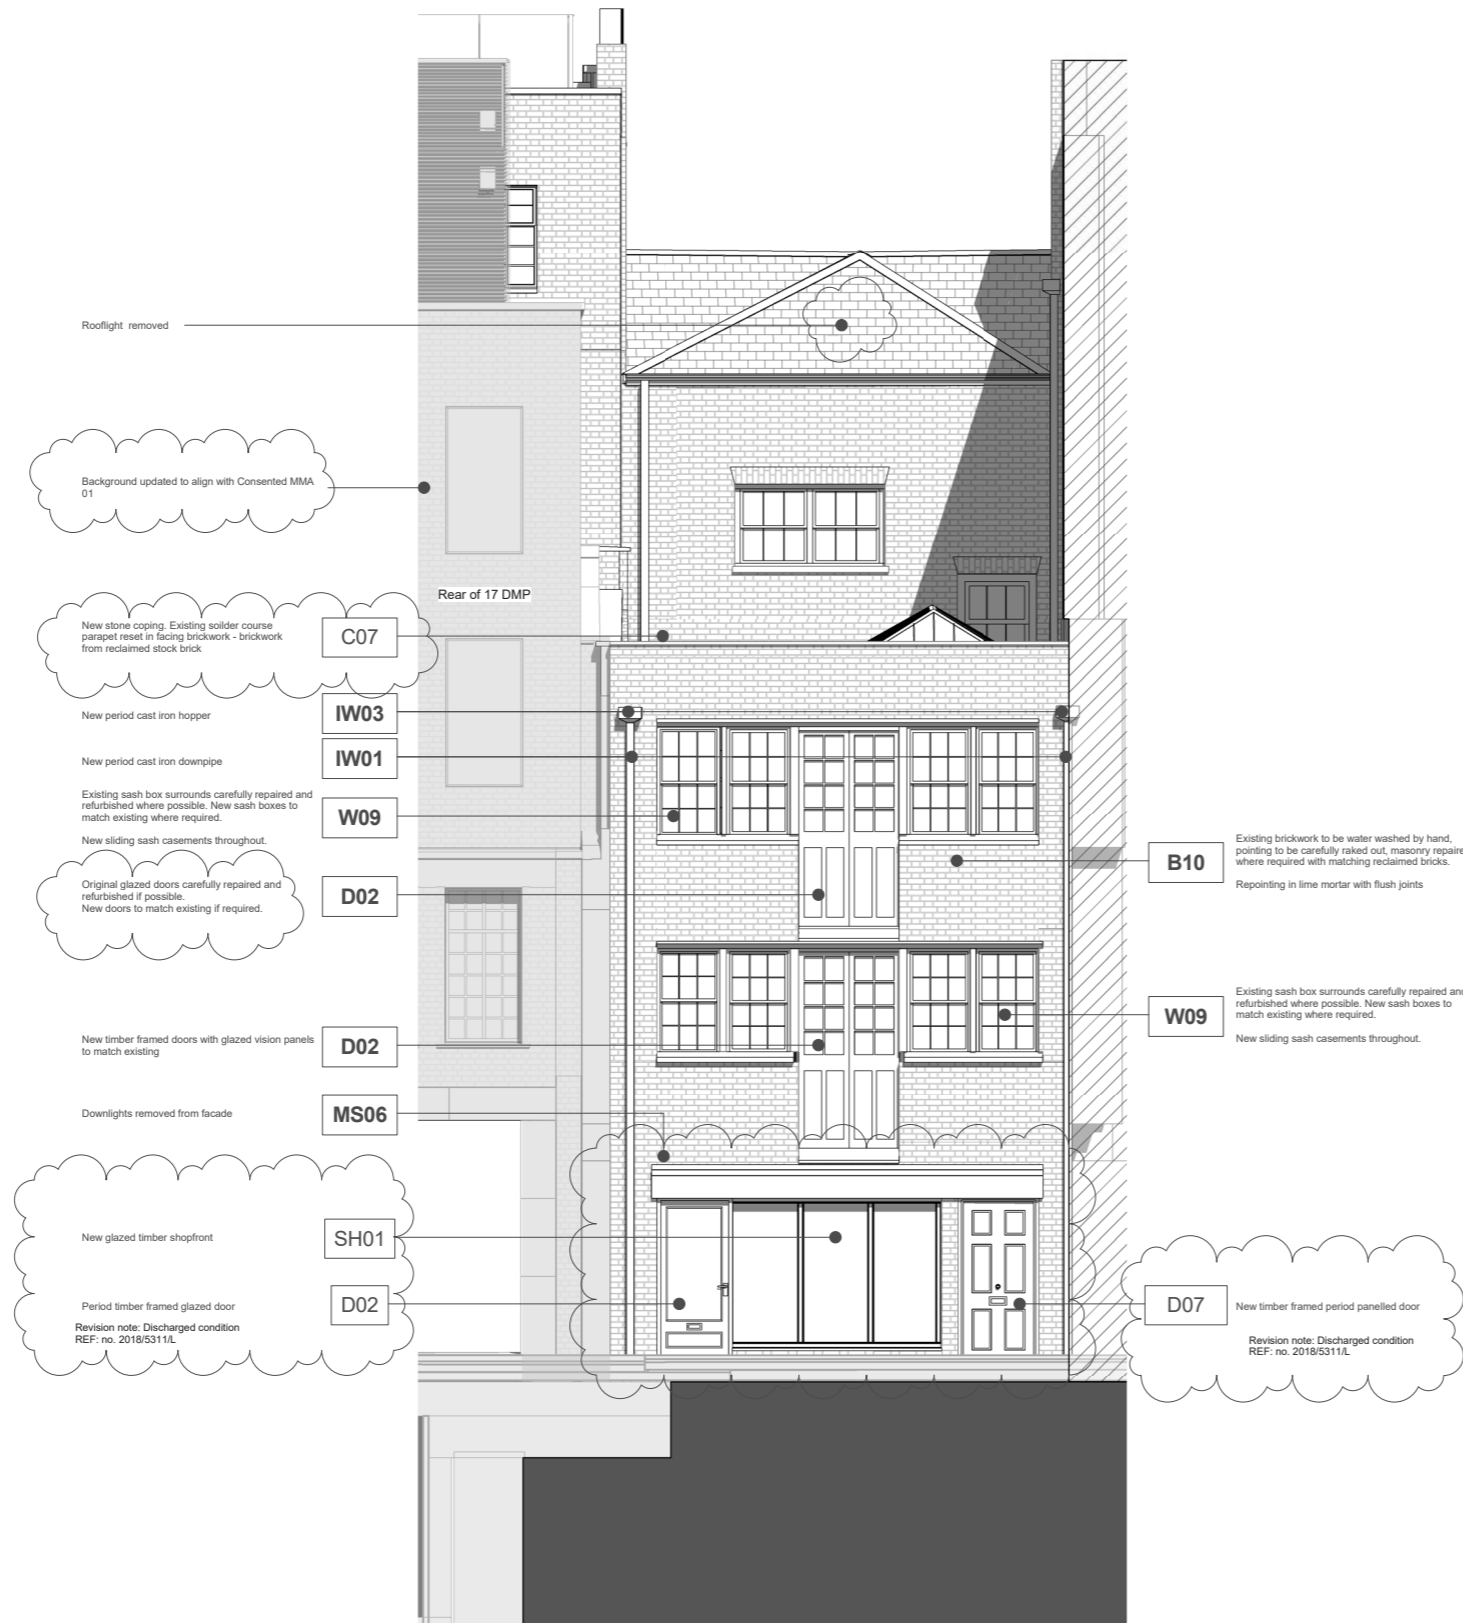 Rooflight removed
Background updated to align with Consented MMA
01
Rear of 17 DMP
New stone coping. Existing soilder course
parapet reset in facing brickwork - brickwork
from reclaimed stock brick
C07
New period cast iron hopper
IW03
New period cast iron downpipe
IW01
Existing sash box surrounds carefully repaired and
refurbished where possible. New sash boxes to
match existing where required.
New sliding sash casements throughout.
W09
Original glazed doors carefully repaired and
refurbished if possible.
New doors to match existing if required.
D02
New timber framed doors with glazed vision panels
to match existing
D02
Downlights removed from facade
MS06
New glazed timber shopfront
SH01
Period timber framed glazed door
D02
Revision note: Discharged condition
REF: no. 2018/5311/L
B10
Existing brickwork to be water washed by hand,
pointing to be carefully raked out, masonry repaire
where required with matching reclaimed bricks.
Repointing in lime mortar with flush joints
W09
Existing sash box surrounds carefully repaired and
refurbished where possible. New sash boxes to
match existing where required.
New sliding sash casements throughout.
D07
New timber framed period panelled door
Revision note: Discharged condition
REF: no. 2018/5311/L